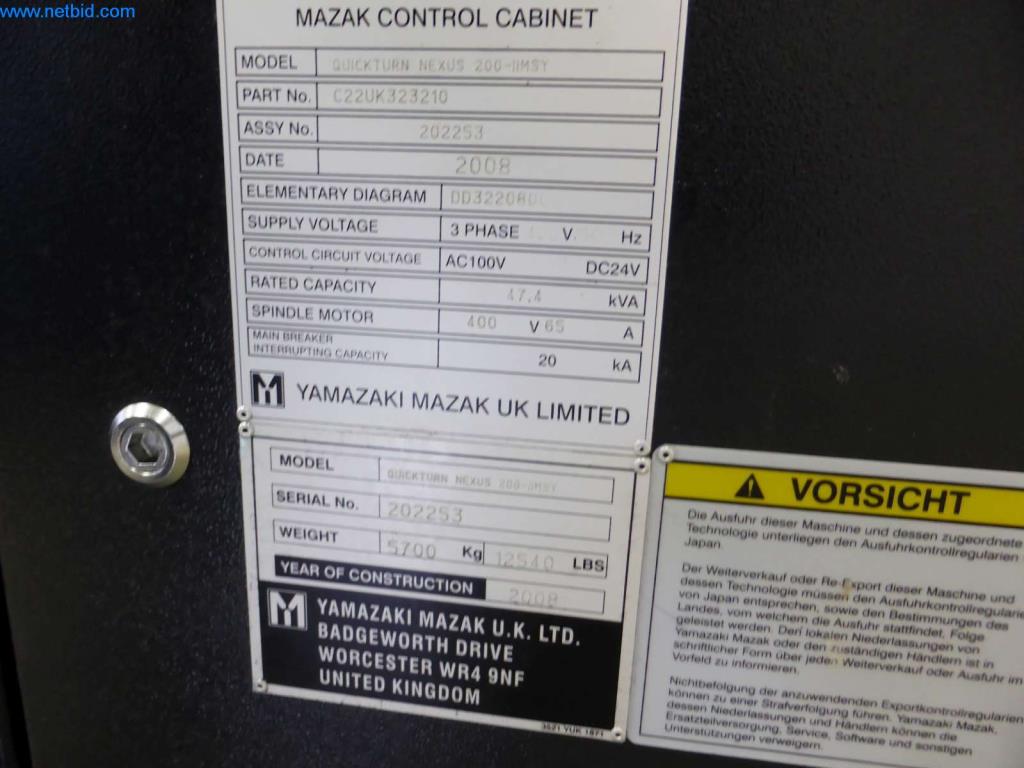 www.netbid.com
MAZAK CONTROL CABINET
MODEL QUICKTURN NEXUS 200-IIMSY
PART No. C22UK323210
ASSY No. 202253
DATE 2008
ELEMENTARY DIAGRAM
SUPPLY VOLTAGE 3 PHASE V. Hz
CONTROL CIRCUIT VOLTAGE AC100V DC24V
RATED CAPACITY 47.4 kVA
SPINDLE MOTOR 400 V 65 A
MAIN BREAKER
INTERRUPTING CAPACITY 20 kA
YAMAZAKI MAZAK UK LIMITED
MODEL QUICKTURN NEXUS 200-IIMSY
SERIAL No. 202253
WEIGHT 5700 Kg 12540 LBS
YEAR OF CONSTRUCTION 2008
YAMAZAKI MAZAK U.K. LTD.
BADGEWORTH DRIVE
WORCESTER WR4 9NF
UNITED KINGDOM
3521 YUK 1871
VORSICHT
Die Ausfuhr dieser Maschine und dessen zugeordnete
Technologie unterliegen den Ausfuhrkontrollregularien
Japan.
Der Weiterverkauf oder Re-Export dieser Maschine und
dessen Technologie müssen den Ausfuhrkontrollregularie
von Japan entsprechen, sowie den Bestimmungen des
Landes, vom welchem die Ausfuhr stattfindet, Folge
geleistet werden. Den lokalen Niederlassungen von
Yamazaki Mazak oder den zuständigen Händlern ist in
schriftlicher Form über jeden Weiterverkauf oder Ausfuhr im
Vorfeld zu informieren.
Nichtbefolgung der anzuwendenden Exportkontrollregularien
können zu einer Strafverfolgung führen. Yamazaki Mazak,
dessen Niederlassungen und Händlern können die
Ersatzteilversorgung, Service, Software und sonstigen
Unterstützungen verweigern.